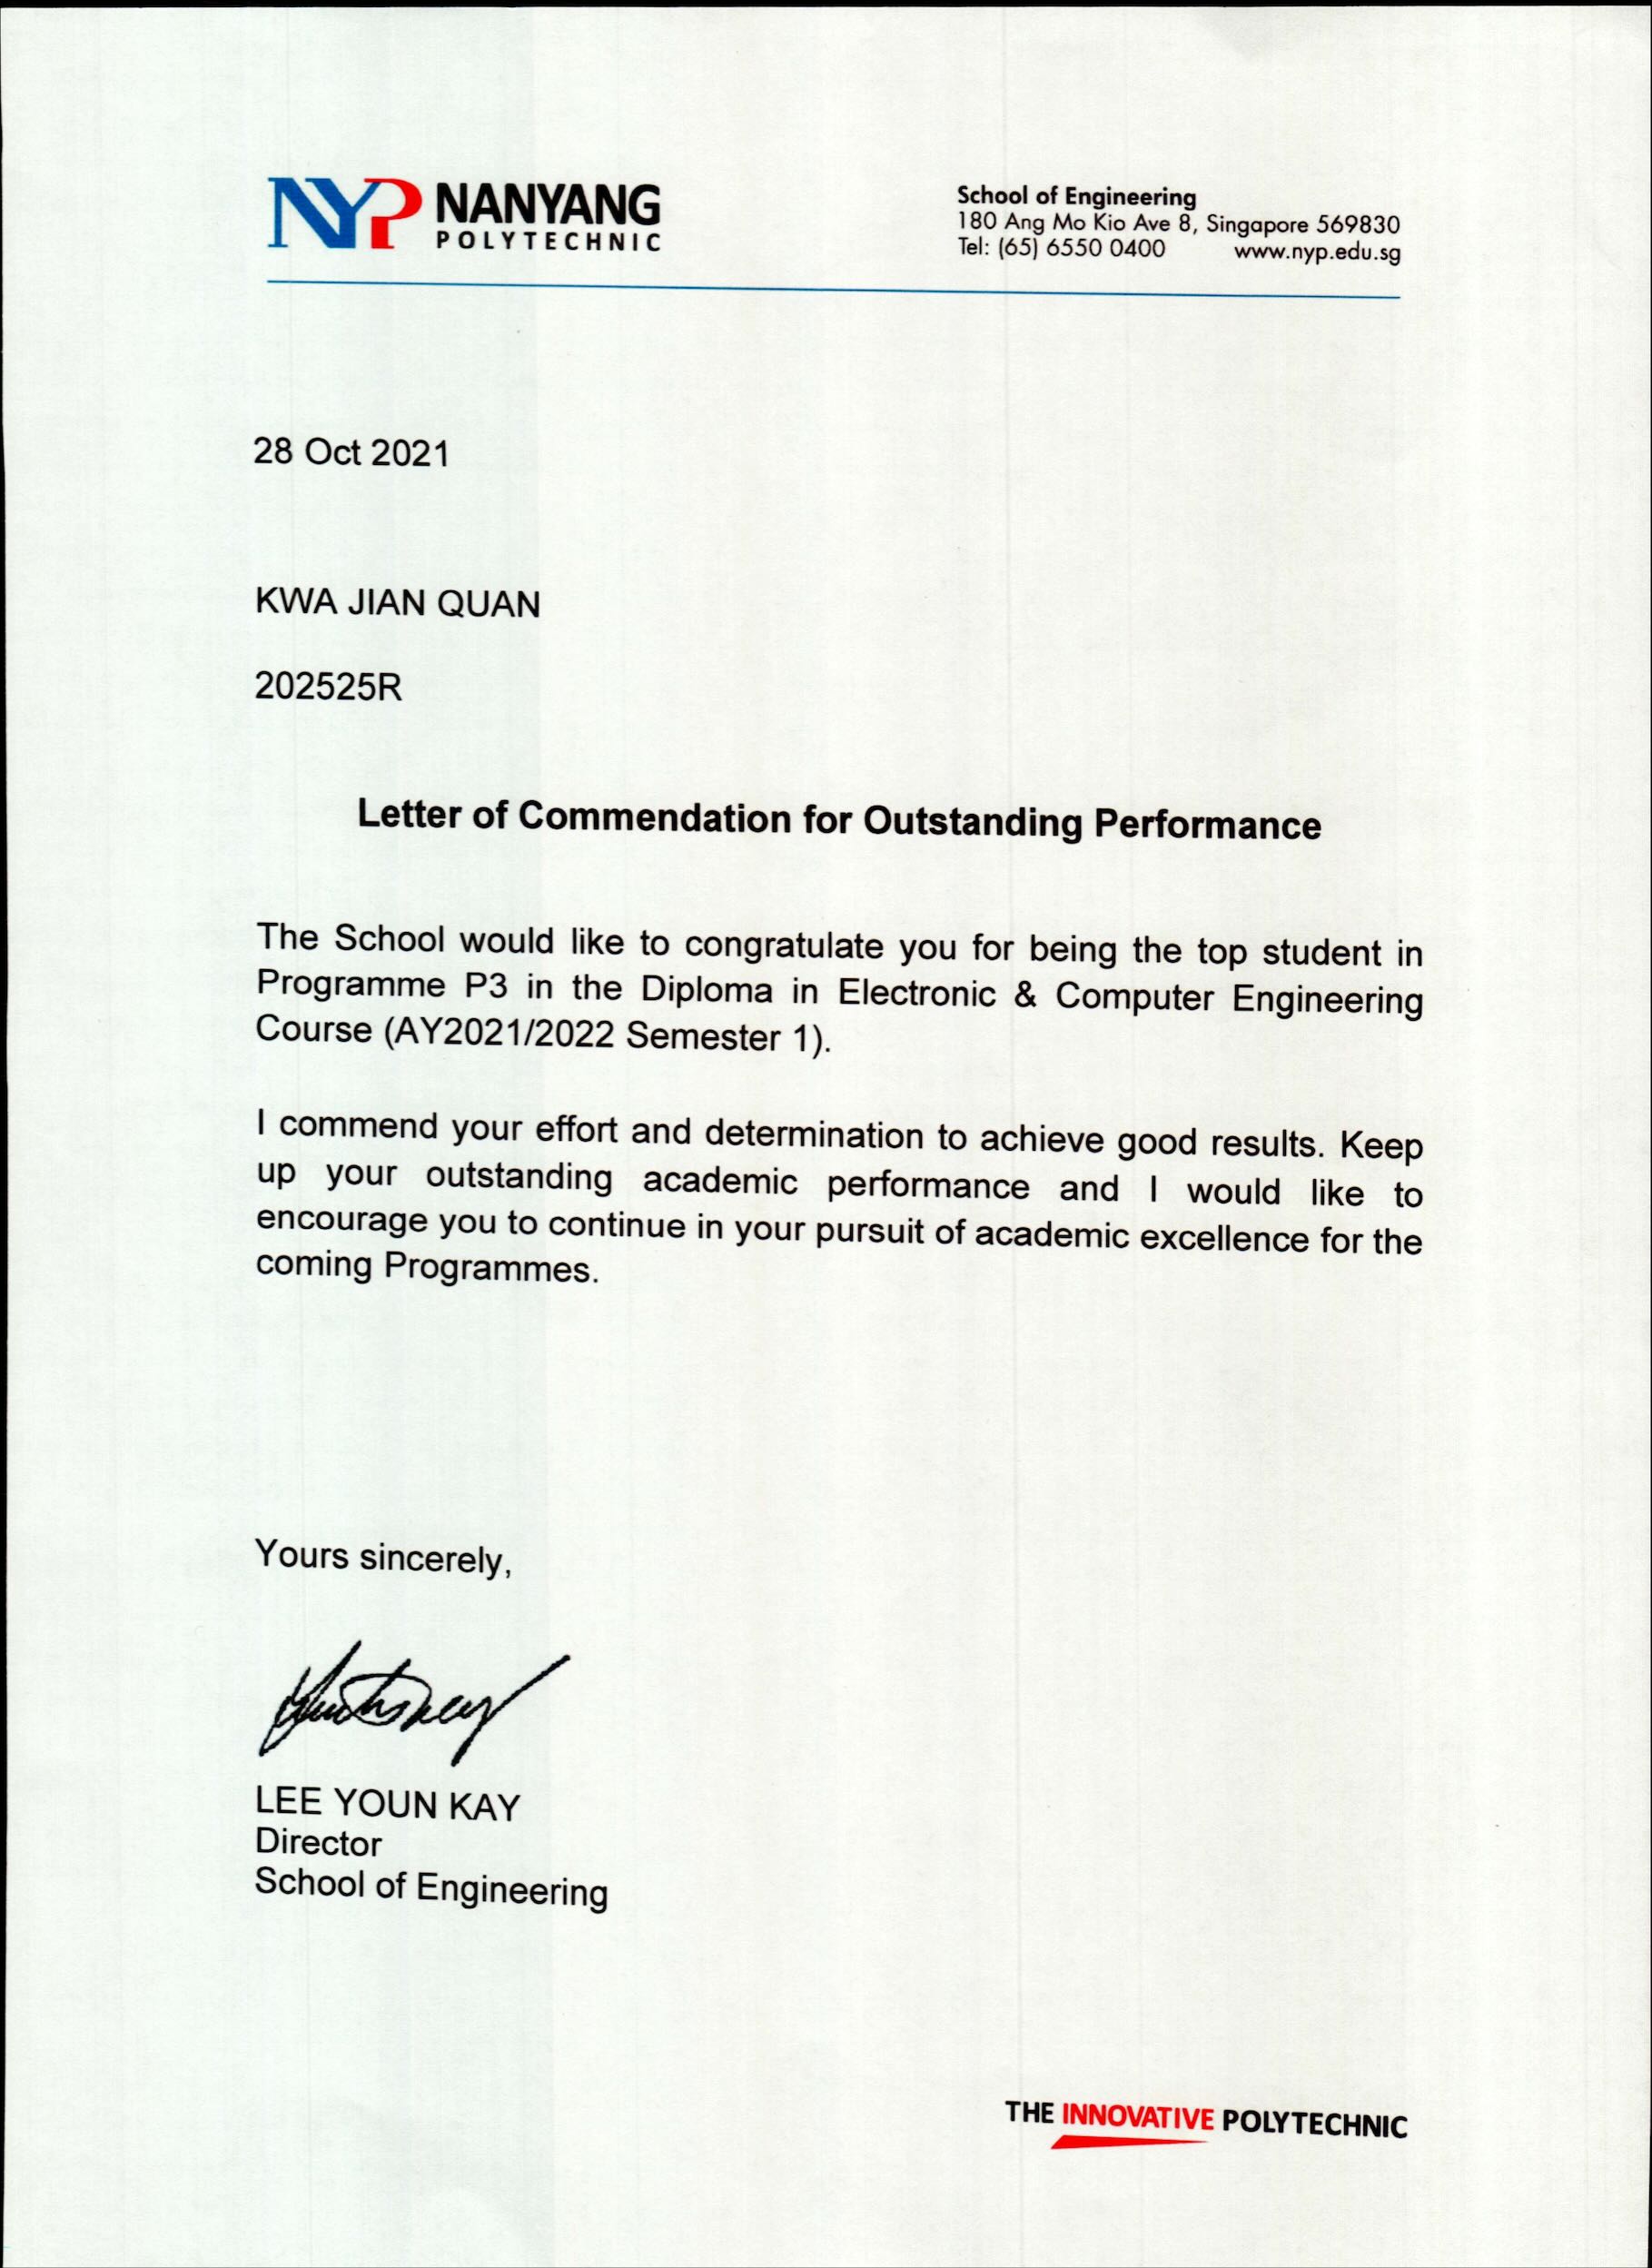 NYP NANYANG
POLYTECHNIC
School of Engineering
180 Ang Mo Kio Ave 8, Singapore 569830
Tel: (65) 6550 0400 www.nyp.edu.sg
28 Oct 2021
KWA JIAN QUAN
202525R
Letter of Commendation for Outstanding Performance
The School would like to congratulate you for being the top student in
Programme P3 in the Diploma in Electronic & Computer Engineering
Course (AY2021/2022 Semester 1).
I commend your effort and determination to achieve good results. Keep
up your outstanding academic performance and I would like to
encourage you to continue in your pursuit of academic excellence for the
coming Programmes.
Yours sincerely,
LEE YOUN KAY
Director
School of Engineering
THE INNOVATIVE POLYTECHNIC